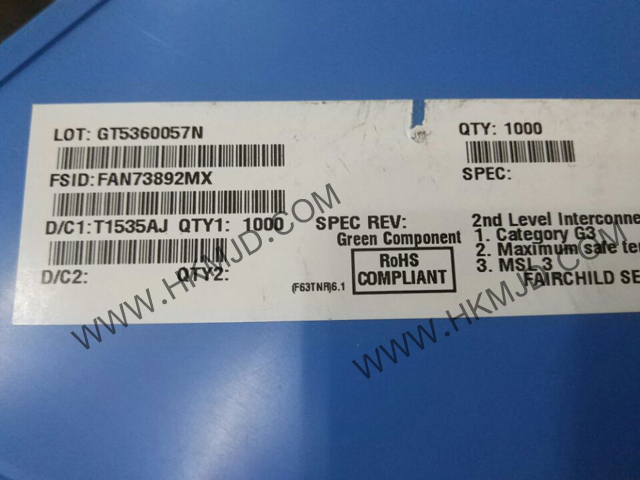 LOT: GT5360057N
QTY: 1000
FSID: FAN73892MX
SPEC:
D/C1: T1535AJ QTY1: 1000
SPEC REV:
D/C2: QTY2:
Green Component
RoHS
COMPLIANT
(F63TNR)6.1
2nd Level Interconne
1. Category G3
2. Maximum safe te
3. MSL 3
FAIRCHILD SE
WWW.HKMJD.COM
WWW.HKMJD.COM